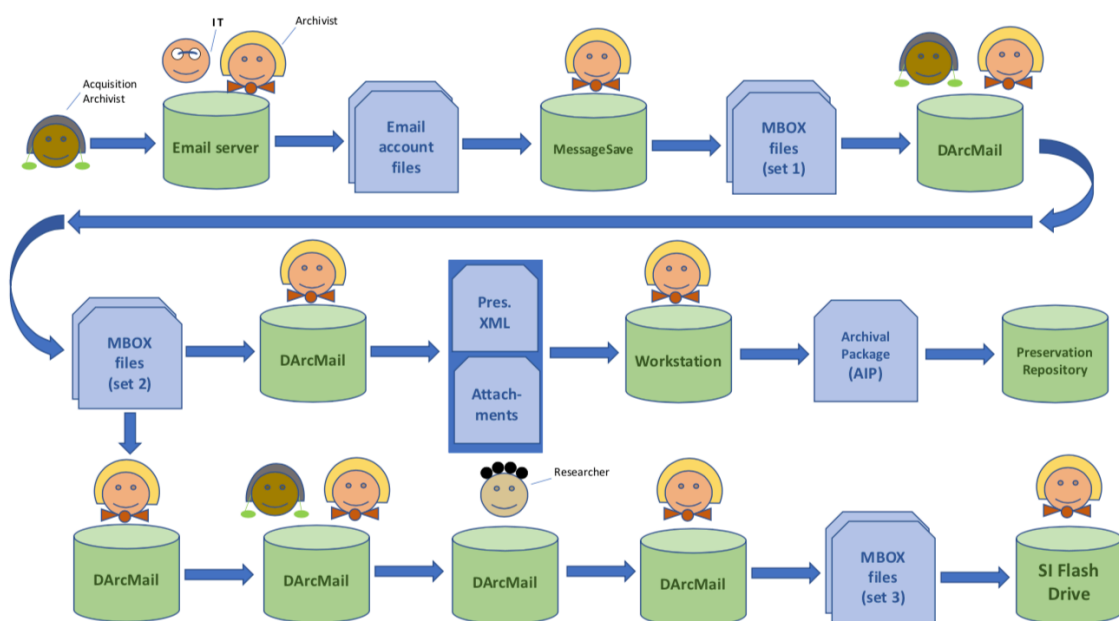 IT
Archivist
Acquisition
Archivist
Email server
Email
account
files
MessageSave
MBOX
files
(set 1)
DArcMail
MBOX
files
(set 2)
DArcMail
Pres.
XML
Attach-
ments
Workstation
Archival
Package
(AIP)
Preservation
Repository
Researcher
DArcMail
DArcMail
DArcMail
DArcMail
MBOX
files
(set 3)
SI Flash
Drive